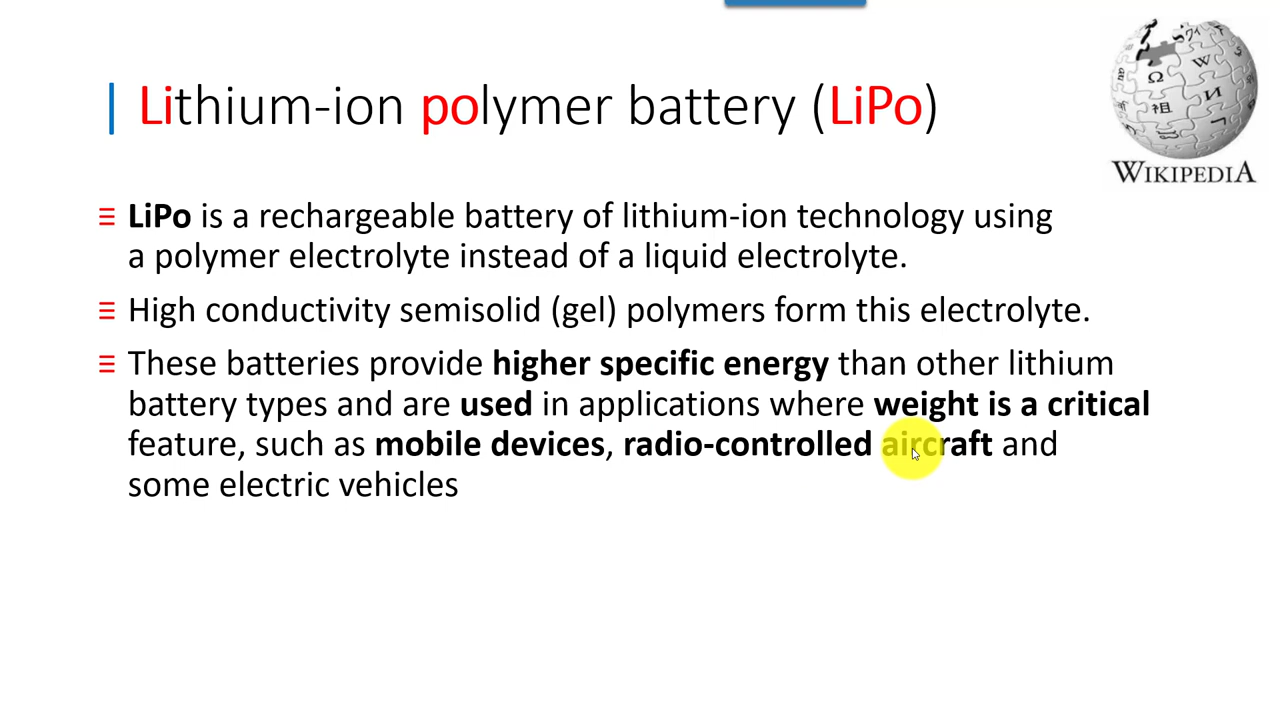 Lithium-ion polymer battery (LiPo)
WIKIPEDIA
LiPo is a rechargeable battery of lithium-ion technology using
a polymer electrolyte instead of a liquid electrolyte.
High conductivity semisolid (gel) polymers form this electrolyte.
These batteries provide higher specific energy than other lithium
battery types and are used in applications where weight is a critical
feature, such as mobile devices, radio-controlled aircraft and
some electric vehicles